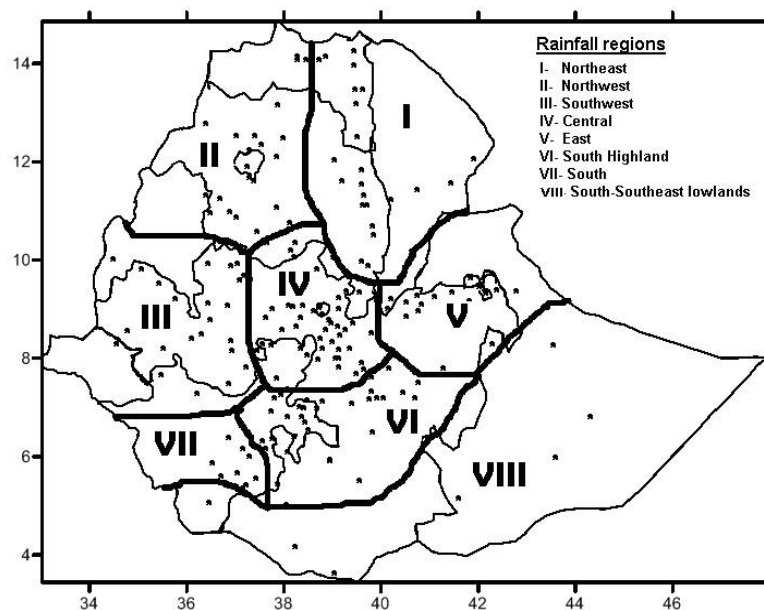 Rainfall regions
I- Northeast
II- Northwest
III- Southwest
IV- Central
V- East
VI- South Highland
VII- South
VIII- South-Southeast lowlands
14
12
10
8
6
4
I
II
III
IV
V
VI
VII
VIII
34 36 38 40 42 44 46